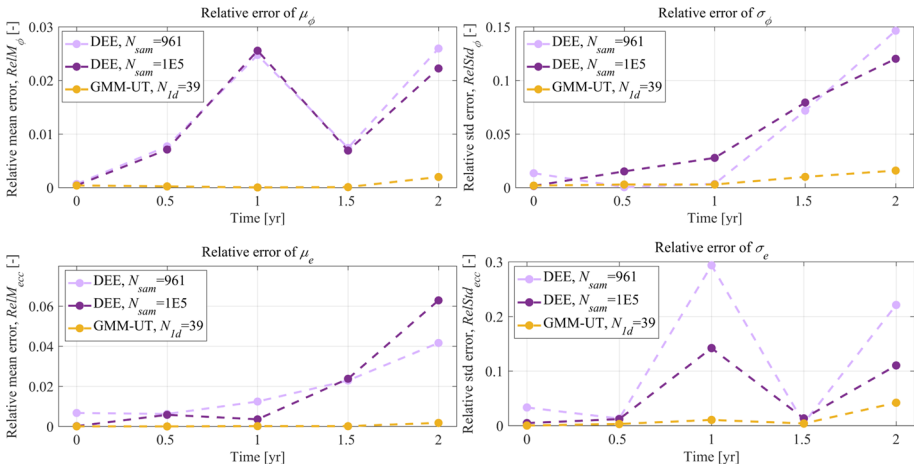 Relative error of μ_ϕ
Relative mean error, RelM_ϕ [-]
0.03
0.02
0.01
0
DEE, N_sam=961
DEE, N_sam=1E5
GMM-UT, N_1d=39
0 0.5 1 1.5 2
Time [yr]
Relative error of σ_ϕ
Relative std error, RelStd_ϕ [-]
0.15
0.10
0.05
0
DEE, N_sam=961
DEE, N_sam=1E5
GMM-UT, N_1d=39
0 0.5 1 1.5 2
Time [yr]
Relative error of μ_e
Relative mean error, RelM_ecc [-]
0.06
0.04
0.02
0
DEE, N_sam=961
DEE, N_sam=1E5
GMM-UT, N_1d=39
0 0.5 1 1.5 2
Time [yr]
Relative error of σ_e
Relative std error, RelStd_ecc [-]
0.3
0.2
0.1
0
DEE, N_sam=961
DEE, N_sam=1E5
GMM-UT, N_1d=39
0 0.5 1 1.5 2
Time [yr]